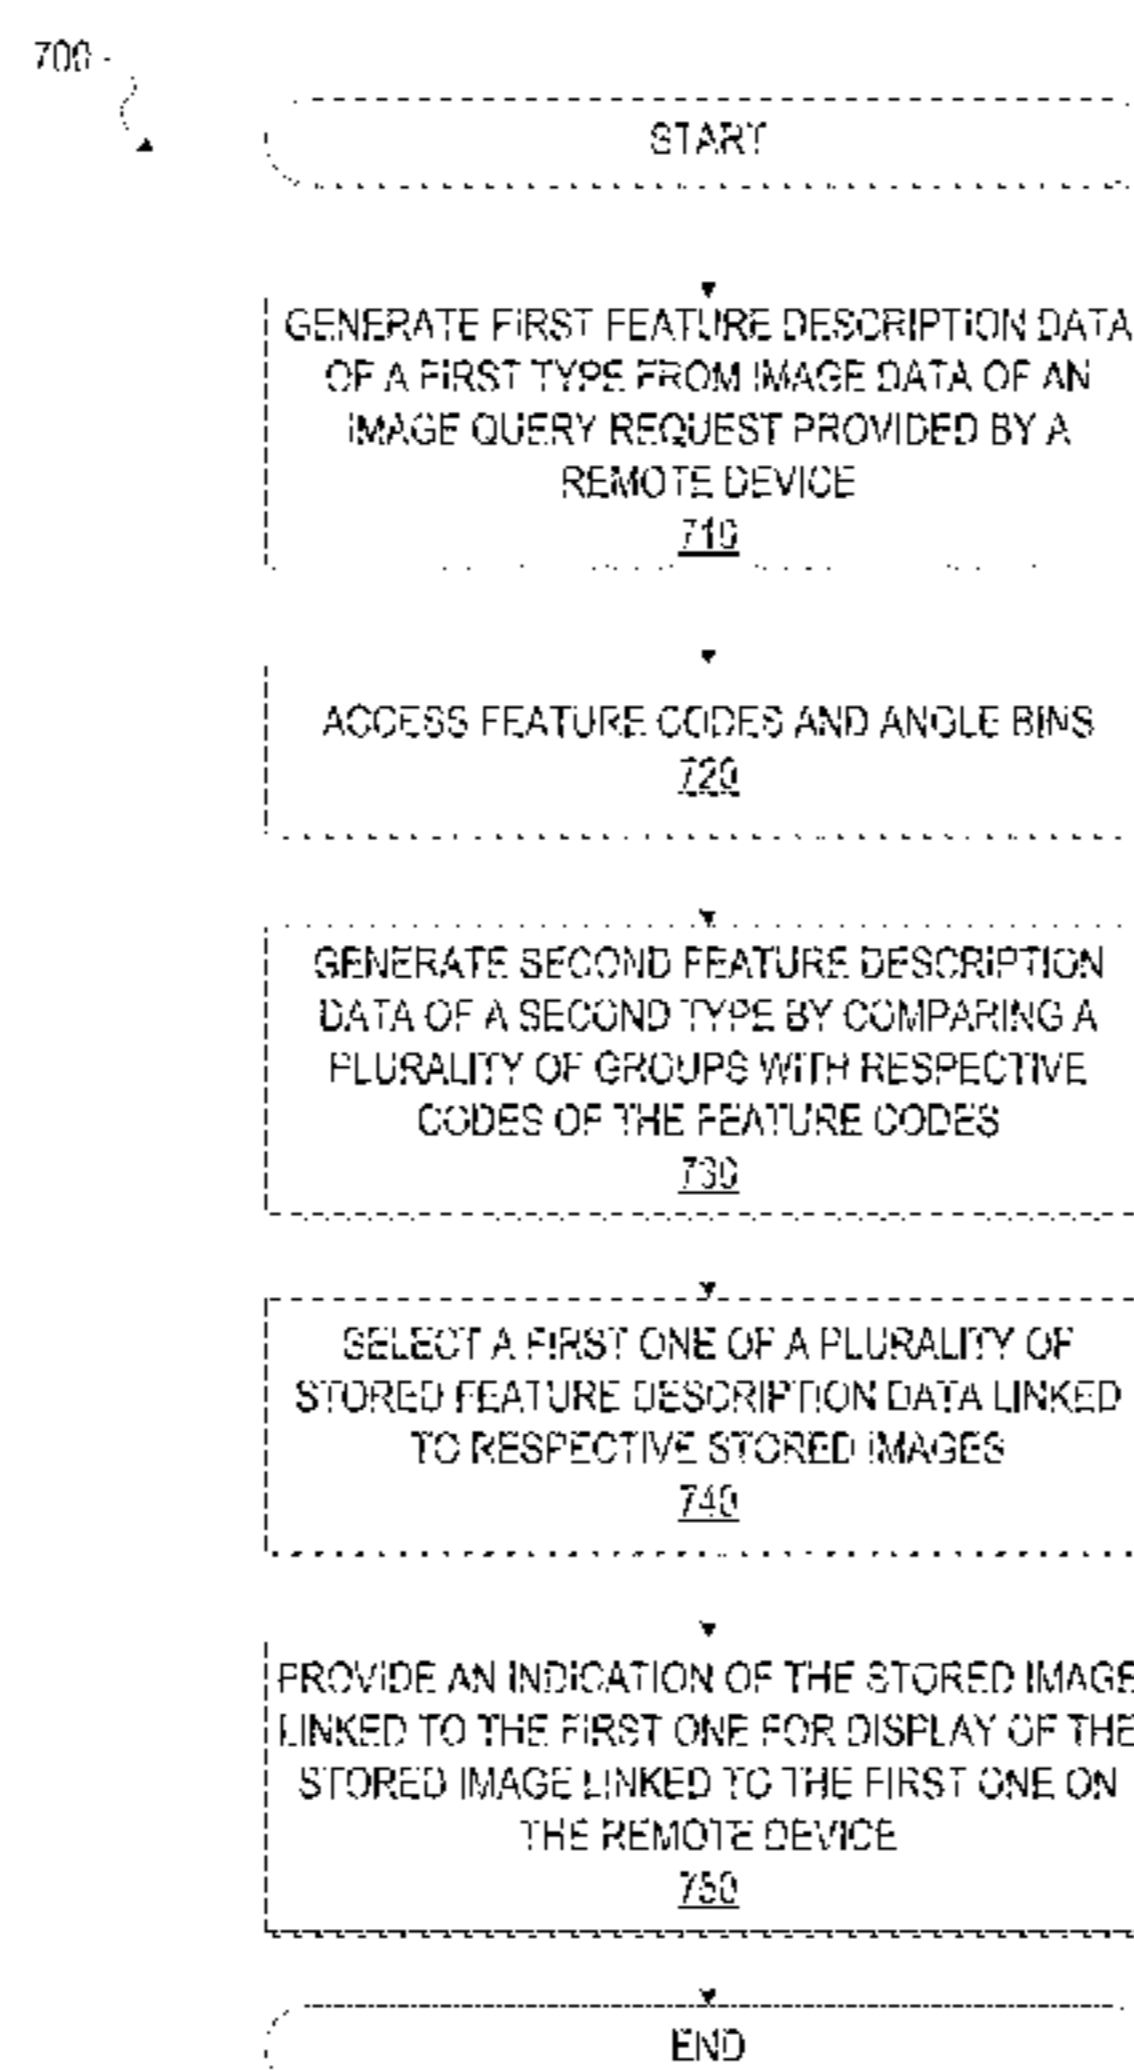 700
START
GENERATE FIRST FEATURE DESCRIPTION DATA
OF A FIRST TYPE FROM IMAGE DATA OF AN
IMAGE QUERY REQUEST PROVIDED BY A
REMOTE DEVICE
710
ACCESS FEATURE CODES AND ANGLE BINS
720
GENERATE SECOND FEATURE DESCRIPTION
DATA OF A SECOND TYPE BY COMPARING A
PLURALITY OF GROUPS WITH RESPECTIVE
CODES OF THE FEATURE CODES
730
SELECT A FIRST ONE OF A PLURALITY OF
STORED FEATURE DESCRIPTION DATA LINKED
TO RESPECTIVE STORED IMAGES
740
PROVIDE AN INDICATION OF THE STORED IMAGE
LINKED TO THE FIRST ONE FOR DISPLAY OF THE
STORED IMAGE LINKED TO THE FIRST ONE ON
THE REMOTE DEVICE
750
END